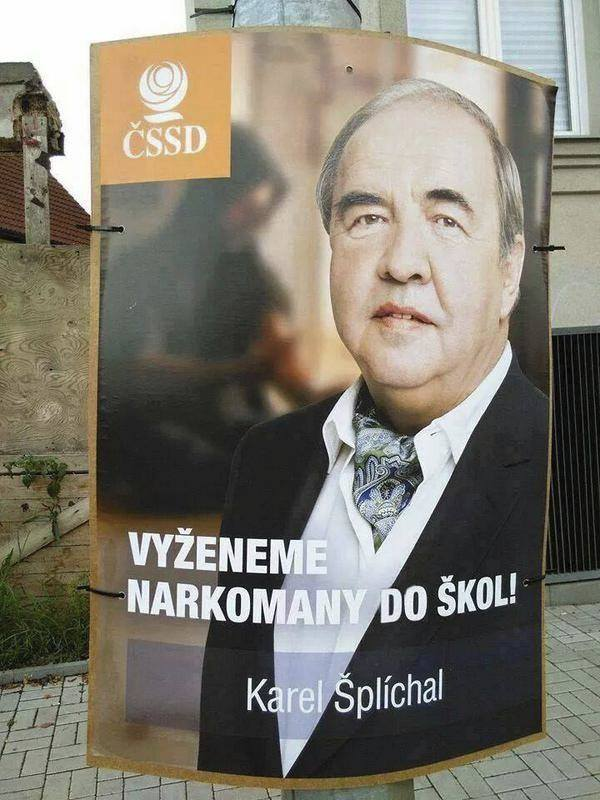 ČSSD
VYŽENEME
NARKOMANY DO ŠKOL!
Karel Šplíchal